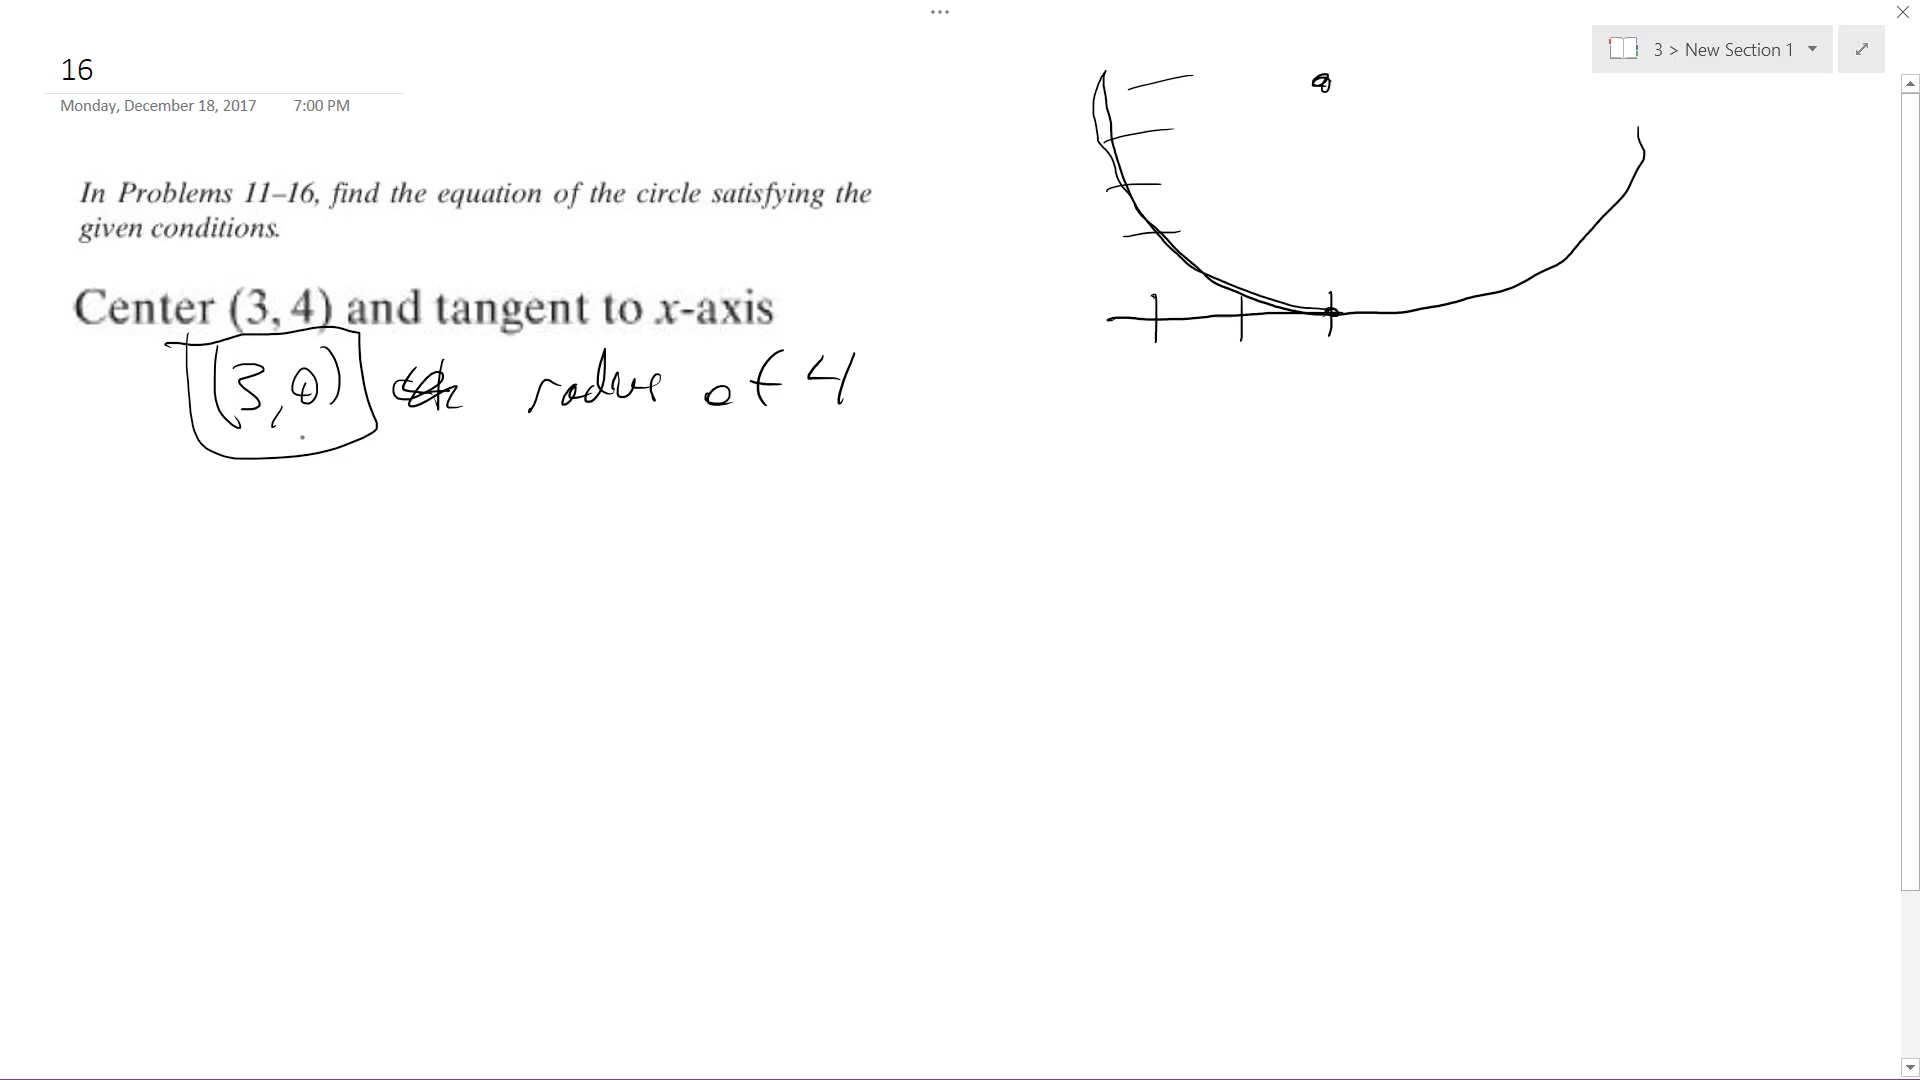 3 > New Section 1
16
Monday, December 18, 2017 7:00 PM
In Problems 11–16, find the equation of the circle satisfying the
given conditions.
Center (3, 4) and tangent to x-axis
(3,0) radius of 4